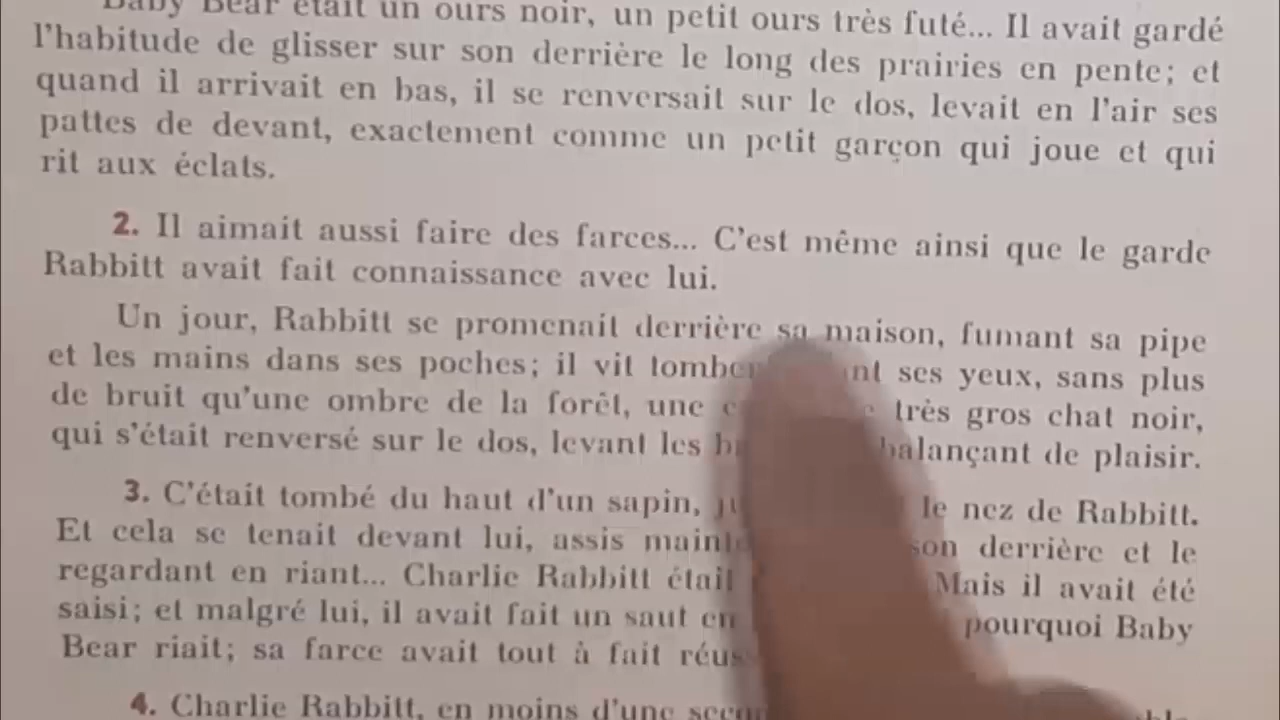 Baby Bear était un ours noir, un petit ours très futé... Il avait gardé
l'habitude de glisser sur son derrière le long des prairies en pente; et
quand il arrivait en bas, il se renversait sur le dos, levait en l'air ses
pattes de devant, exactement comme un petit garçon qui joue et qui
rit aux éclats.
2. Il aimait aussi faire des farces... C'est même ainsi que le garde
Rabbitt avait fait connaissance avec lui.
Un jour, Rabbitt se promenait derrière sa maison, fumant sa pipe
et les mains dans ses poches; il vit tomber ses yeux, sans plus
de bruit qu'une ombre de la forêt, une très gros chat noir,
qui s'était renversé sur le dos, levant les balançant de plaisir.
3. C'était tombé du haut d'un sapin, le nez de Rabbitt.
Et cela se tenait devant lui, assis son derrière et le
regardant en riant... Charlie Rabbitt était Mais il avait été
saisi; et malgré lui, il avait fait un saut en pourquoi Baby
Bear riait; sa farce avait tout à fait
4. Charlie Rabbitt, en moins d'une